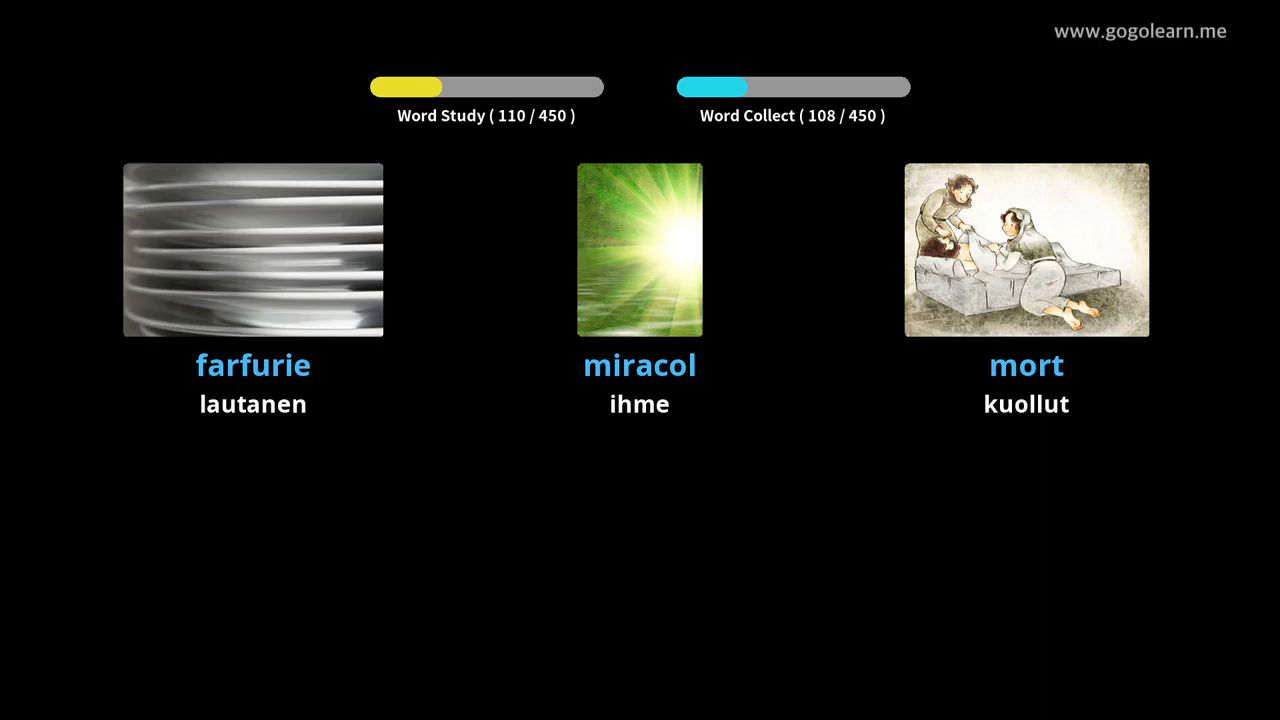 www.gogolearn.me
Word Study ( 110 / 450 )
Word Collect ( 108 / 450 )
farfurie
lautanen
miracol
ihme
mort
kuollut